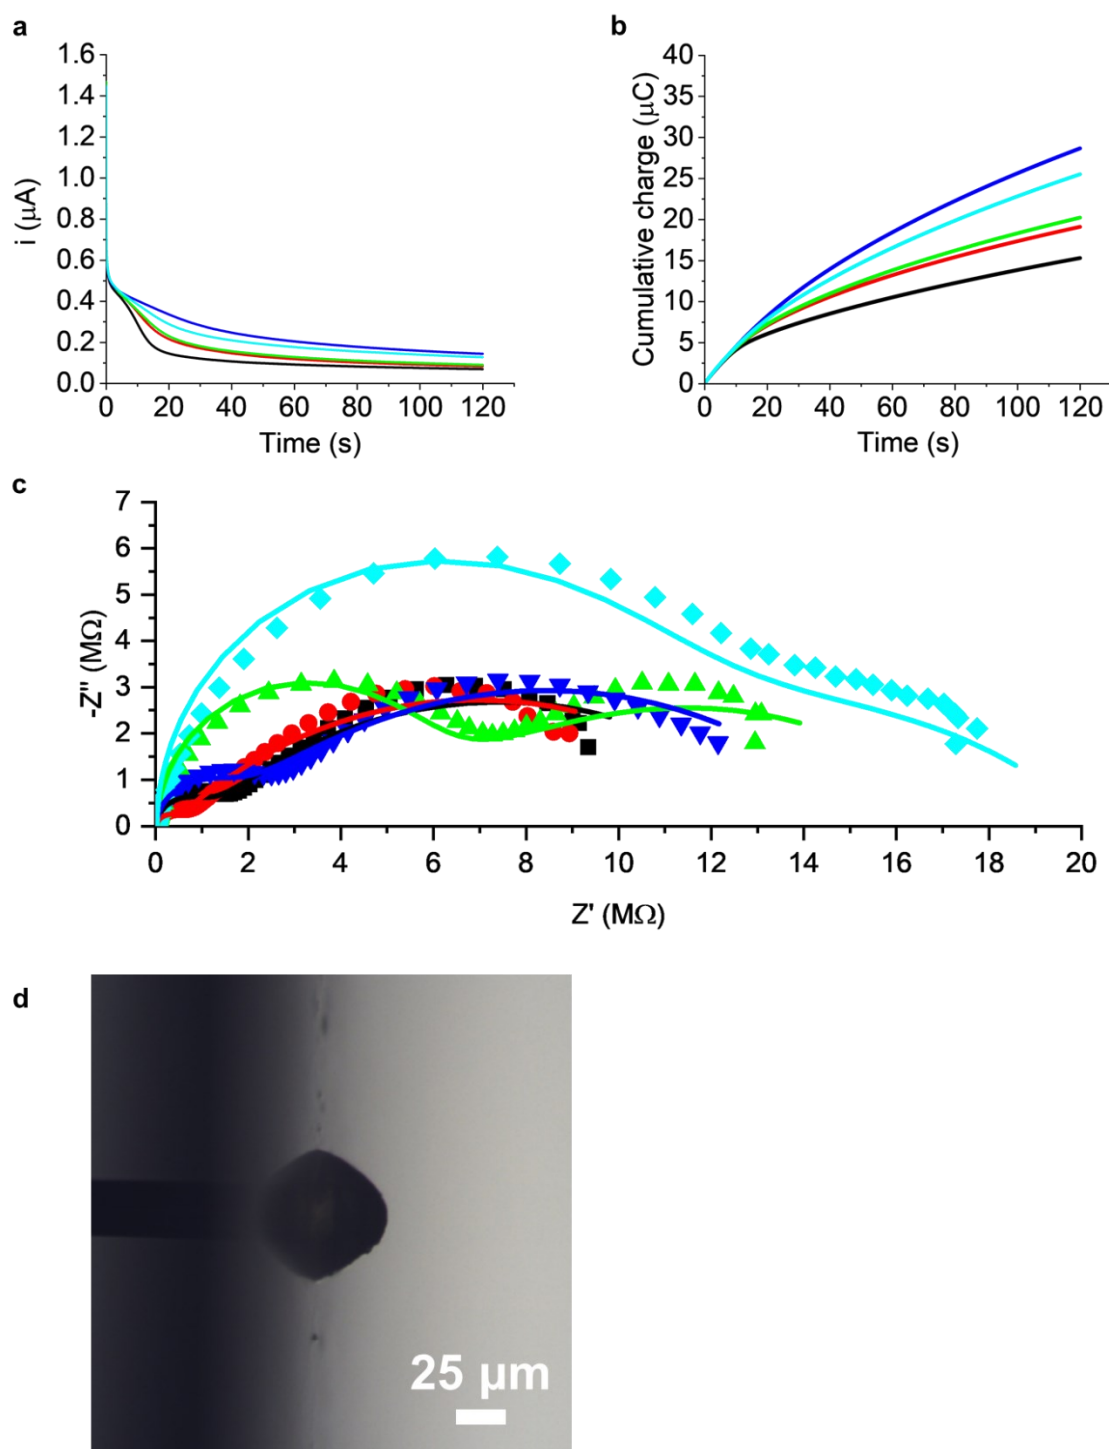 a
1.6
1.4
1.2
1.0
0.8
0.6
0.4
0.2
0.0
i (μA)
0 20 40 60 80 100 120
Time (s)
b
40
35
30
25
20
15
10
5
0
Cumulative charge (μC)
0 20 40 60 80 100 120
Time (s)
c
7
6
5
4
3
2
1
0
-Z'' (MΩ)
0 2 4 6 8 10 12 14 16 18 20
Z' (MΩ)
d
25 μm